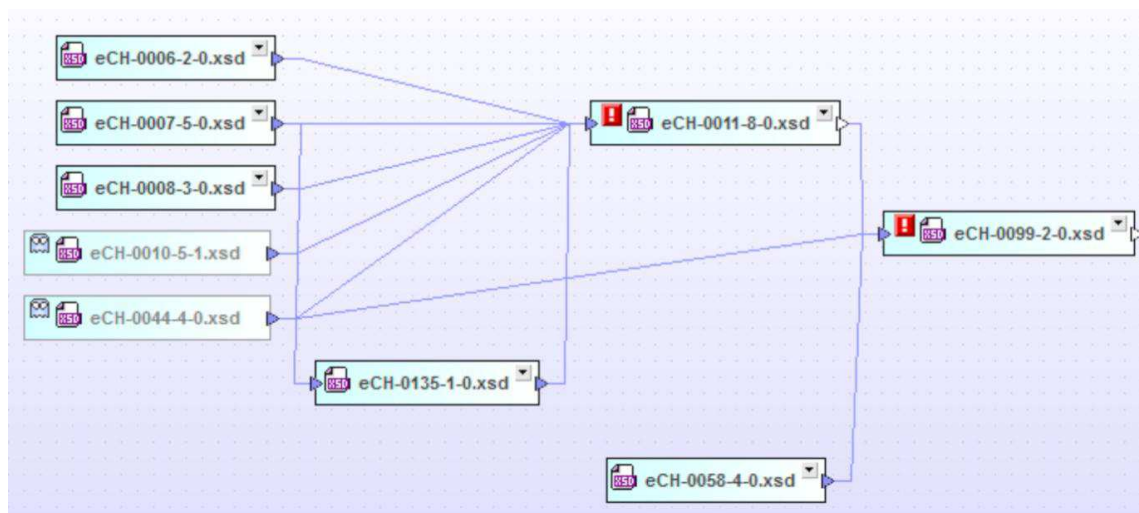 eCH-0006-2-0.xsd
eCH-0007-5-0.xsd
eCH-0011-8-0.xsd
eCH-0008-3-0.xsd
eCH-0099-2-0.xsd
eCH-0010-5-1.xsd
eCH-0044-4-0.xsd
eCH-0135-1-0.xsd
eCH-0058-4-0.xsd